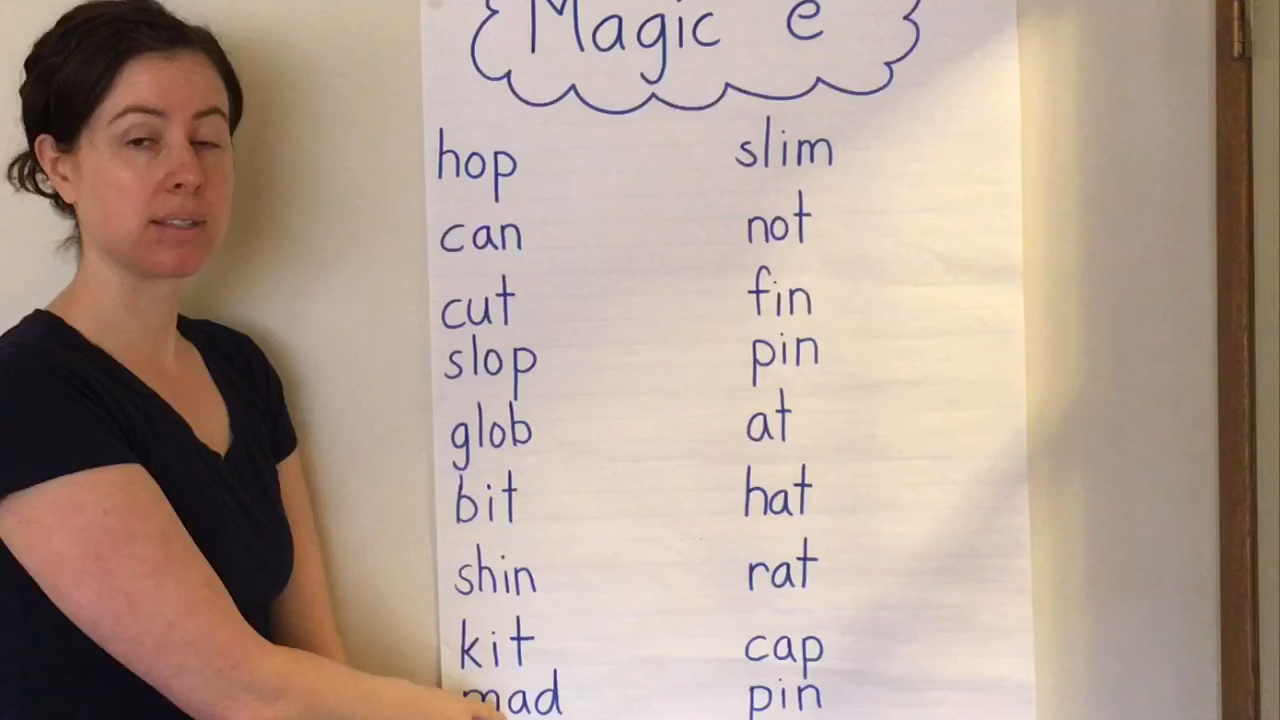 Magic e
hop slim
can not
cut fin
slop pin
glob at
bit hat
shin rat
kit cap
mad pin